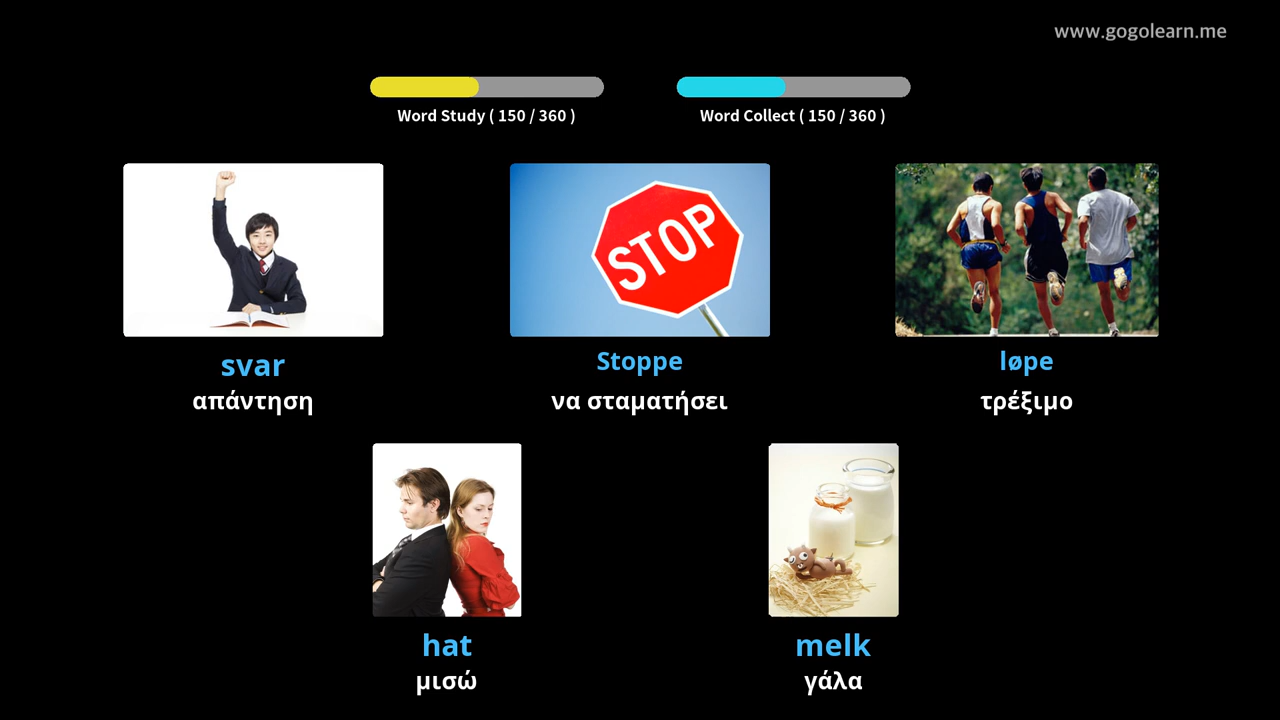 www.gogolearn.me
Word Study ( 150 / 360 )
Word Collect ( 150 / 360 )
STOP
svar
απάντηση
Stoppe
να σταματήσει
løpe
τρέξιμο
hat
μισώ
melk
γάλα